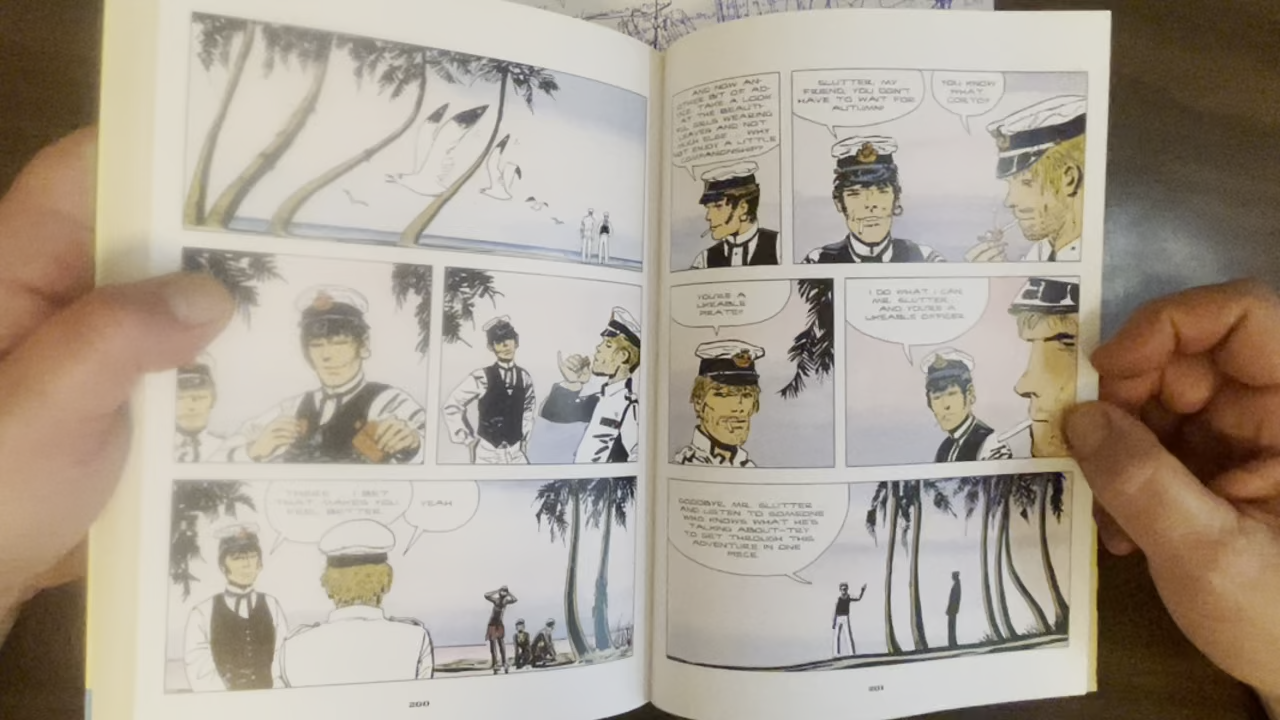 THERE... I BET
THAT MAKES YOU
FEEL BETTER.
YEAH
200
AND NOW AN-
OTHER BIT OF AD-
VICE. TAKE A LOOK
AT THE BEAUTI-
FUL GIRLS WEARING
LEAVES AND NOT
MUCH ELSE... WHY
NOT ENJOY A LITTLE
COMPANIONSHIP?
SLUTTER, MY
FRIEND, YOU DON'T
HAVE TO WAIT FOR
AUTUMN!
YOU KNOW
WHAT,
CORTO?
YOU'RE A
LIKEABLE
PIRATE!
I DO WHAT I CAN,
MR. SLUTTER...
AND YOU'RE A
LIKEABLE OFFICER.
GOODBYE, MR. SLUTTER
AND LISTEN TO SOMEONE
WHO KNOWS WHAT HE'S
TALKING ABOUT—TRY
TO GET THROUGH THIS
ADVENTURE IN ONE
PIECE.
201